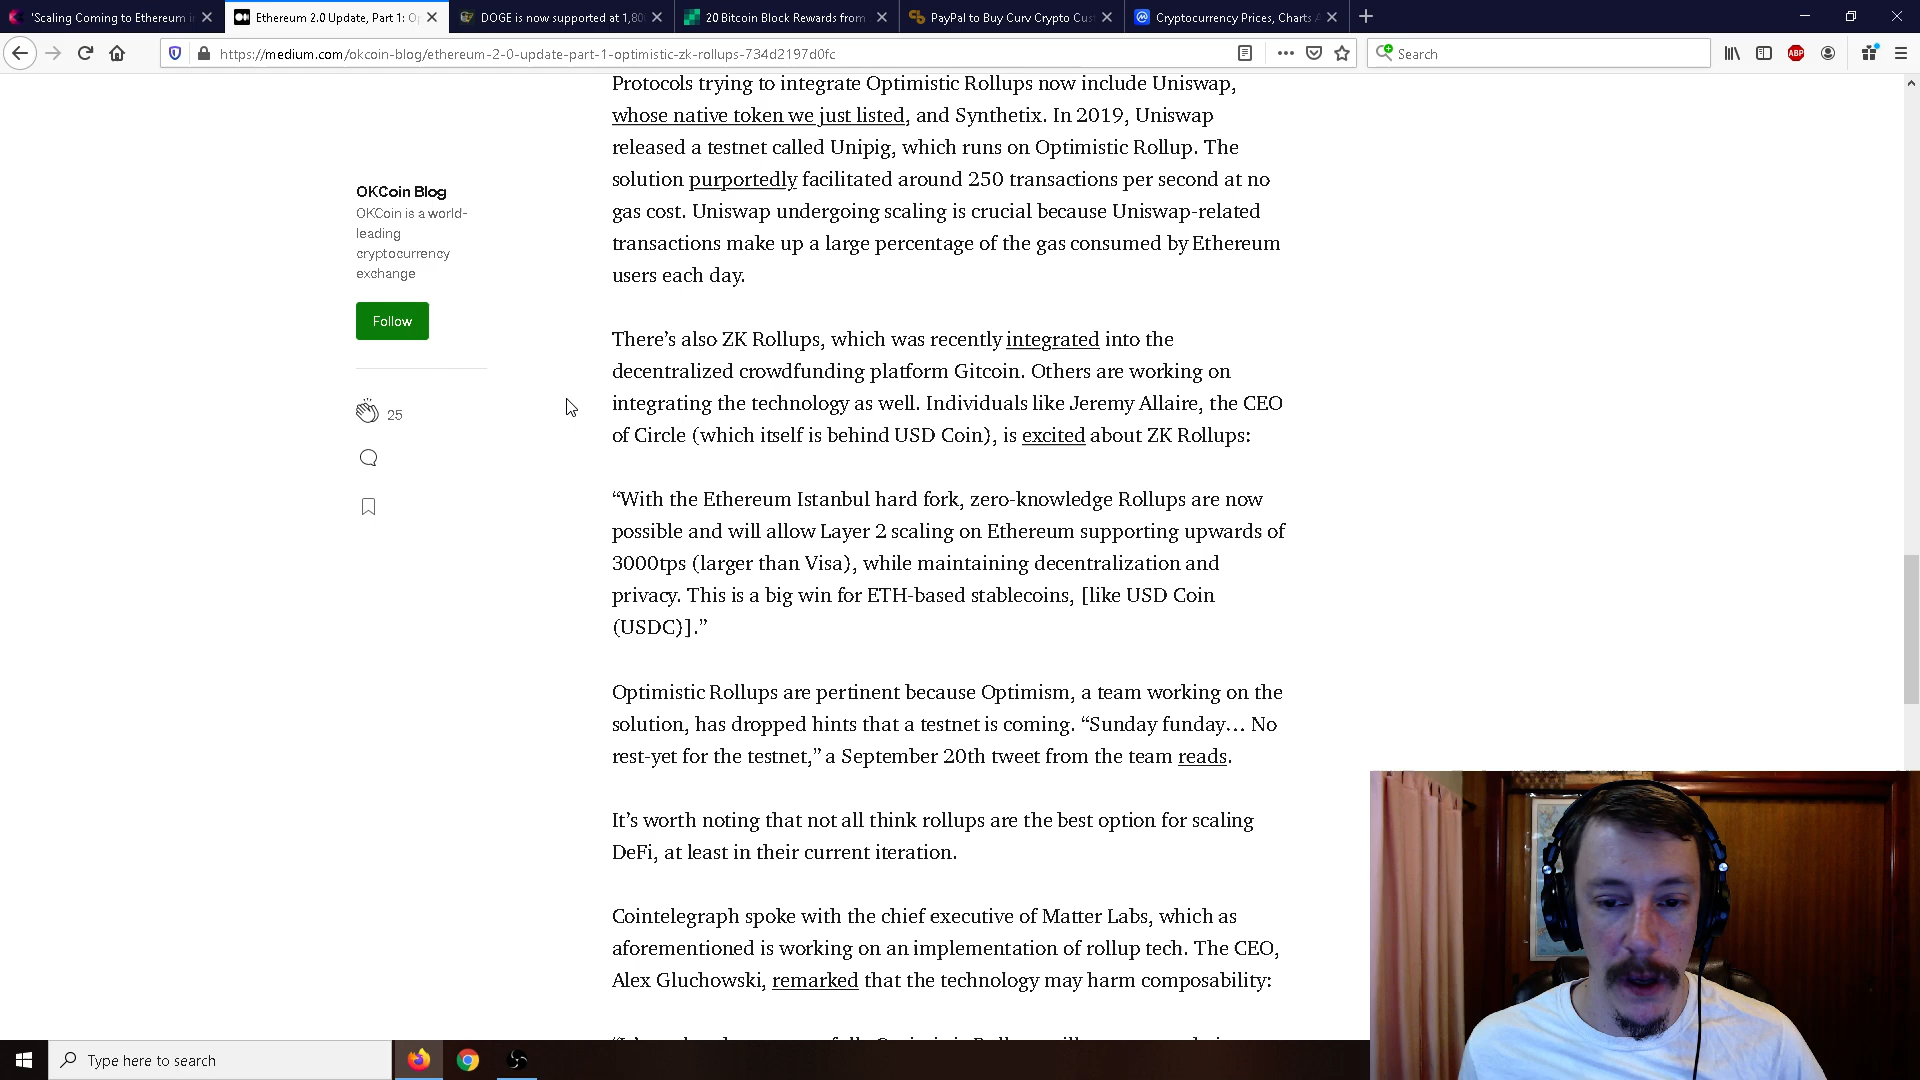 'Scaling Coming to Ethereum i
Ethereum 2.0 Update, Part 1: O
DOGE is now supported at 1,80
20 Bitcoin Block Rewards from
PayPal to Buy Curv Crypto Cus
Cryptocurrency Prices, Charts
https://medium.com/okcoin-blog/ethereum-2-0-update-part-1-optimistic-zk-rollups-734d2197d0fc
Search
ABP
Protocols trying to integrate Optimistic Rollups now include Uniswap,
whose native token we just listed, and Synthetix. In 2019, Uniswap
released a testnet called Unipig, which runs on Optimistic Rollup. The
solution purportedly facilitated around 250 transactions per second at no
gas cost. Uniswap undergoing scaling is crucial because Uniswap-related
transactions make up a large percentage of the gas consumed by Ethereum
users each day.
OKCoin Blog
OKCoin is a world-
leading
cryptocurrency
exchange
Follow
25
There’s also ZK Rollups, which was recently integrated into the
decentralized crowdfunding platform Gitcoin. Others are working on
integrating the technology as well. Individuals like Jeremy Allaire, the CEO
of Circle (which itself is behind USD Coin), is excited about ZK Rollups:
“With the Ethereum Istanbul hard fork, zero-knowledge Rollups are now
possible and will allow Layer 2 scaling on Ethereum supporting upwards of
3000tps (larger than Visa), while maintaining decentralization and
privacy. This is a big win for ETH-based stablecoins, [like USD Coin
(USDC)].”
Optimistic Rollups are pertinent because Optimism, a team working on the
solution, has dropped hints that a testnet is coming. “Sunday funday… No
rest-yet for the testnet,” a September 20th tweet from the team reads.
It’s worth noting that not all think rollups are the best option for scaling
DeFi, at least in their current iteration.
Cointelegraph spoke with the chief executive of Matter Labs, which as
aforementioned is working on an implementation of rollup tech. The CEO,
Alex Gluchowski, remarked that the technology may harm composability:
Type here to search